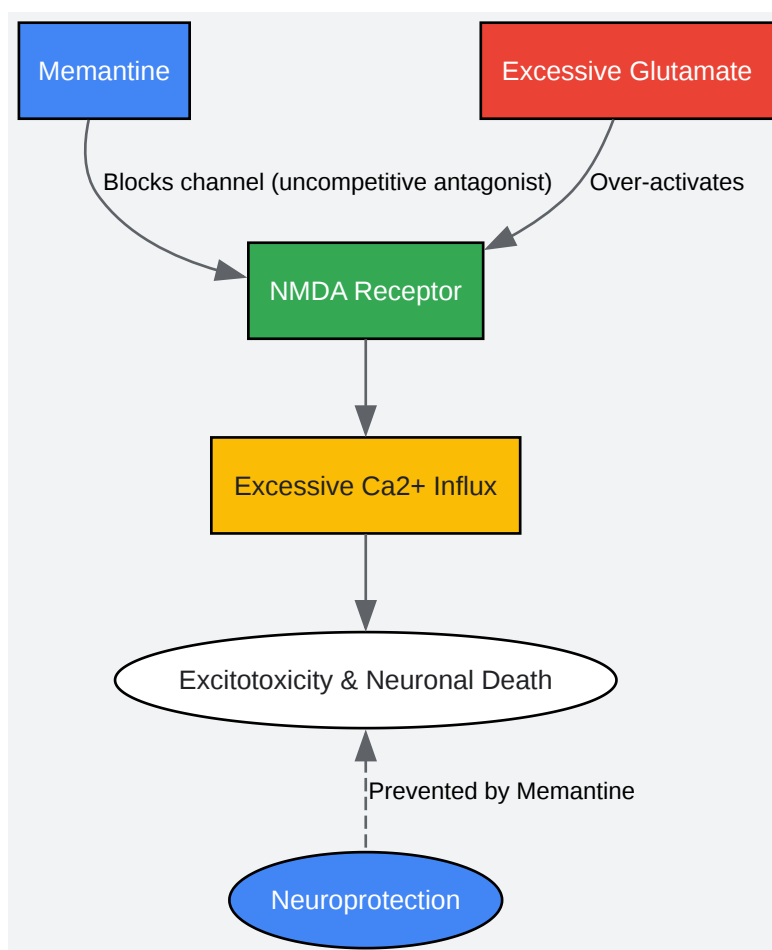 Memantine
Excessive Glutamate
Blocks channel (uncompetitive antagonist)
Over-activates
NMDA Receptor
Excessive Ca2+ Influx
Excitotoxicity & Neuronal Death
Prevented by Memantine
Neuroprotection